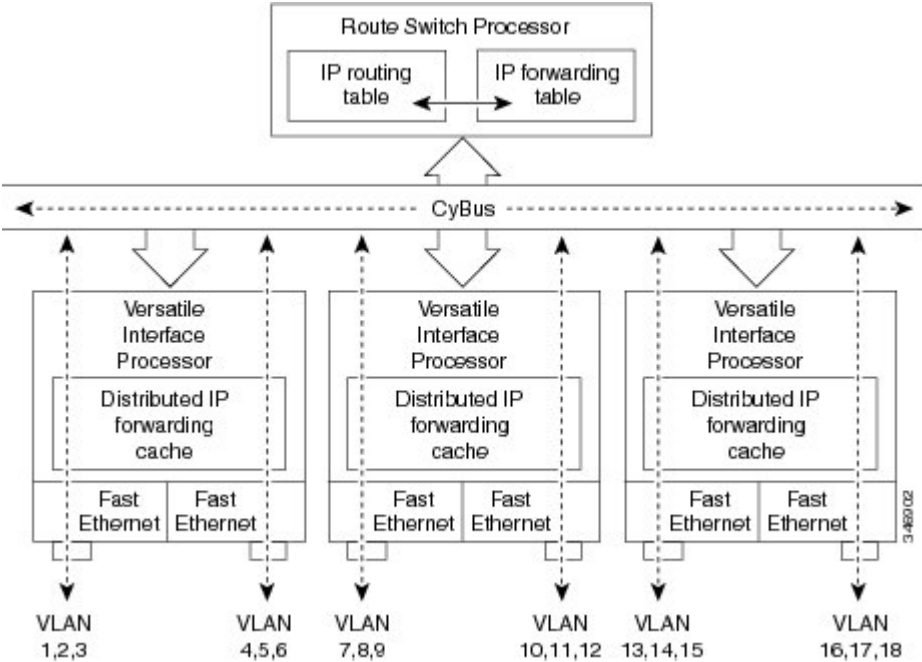 Route Switch Processor
IP routing
table
IP forwarding
table
CyBus
Versatile
Interface
Processor
Distributed IP
forwarding
cache
Fast
Ethernet
Fast
Ethernet
Versatile
Interface
Processor
Distributed IP
forwarding
cache
Fast
Ethernet
Fast
Ethernet
Versatile
Interface
Processor
Distributed IP
forwarding
cache
Fast
Ethernet
Fast
Ethernet
346902
VLAN
1,2,3
VLAN
4,5,6
VLAN
7,8,9
VLAN
10,11,12
VLAN
13,14,15
VLAN
16,17,18